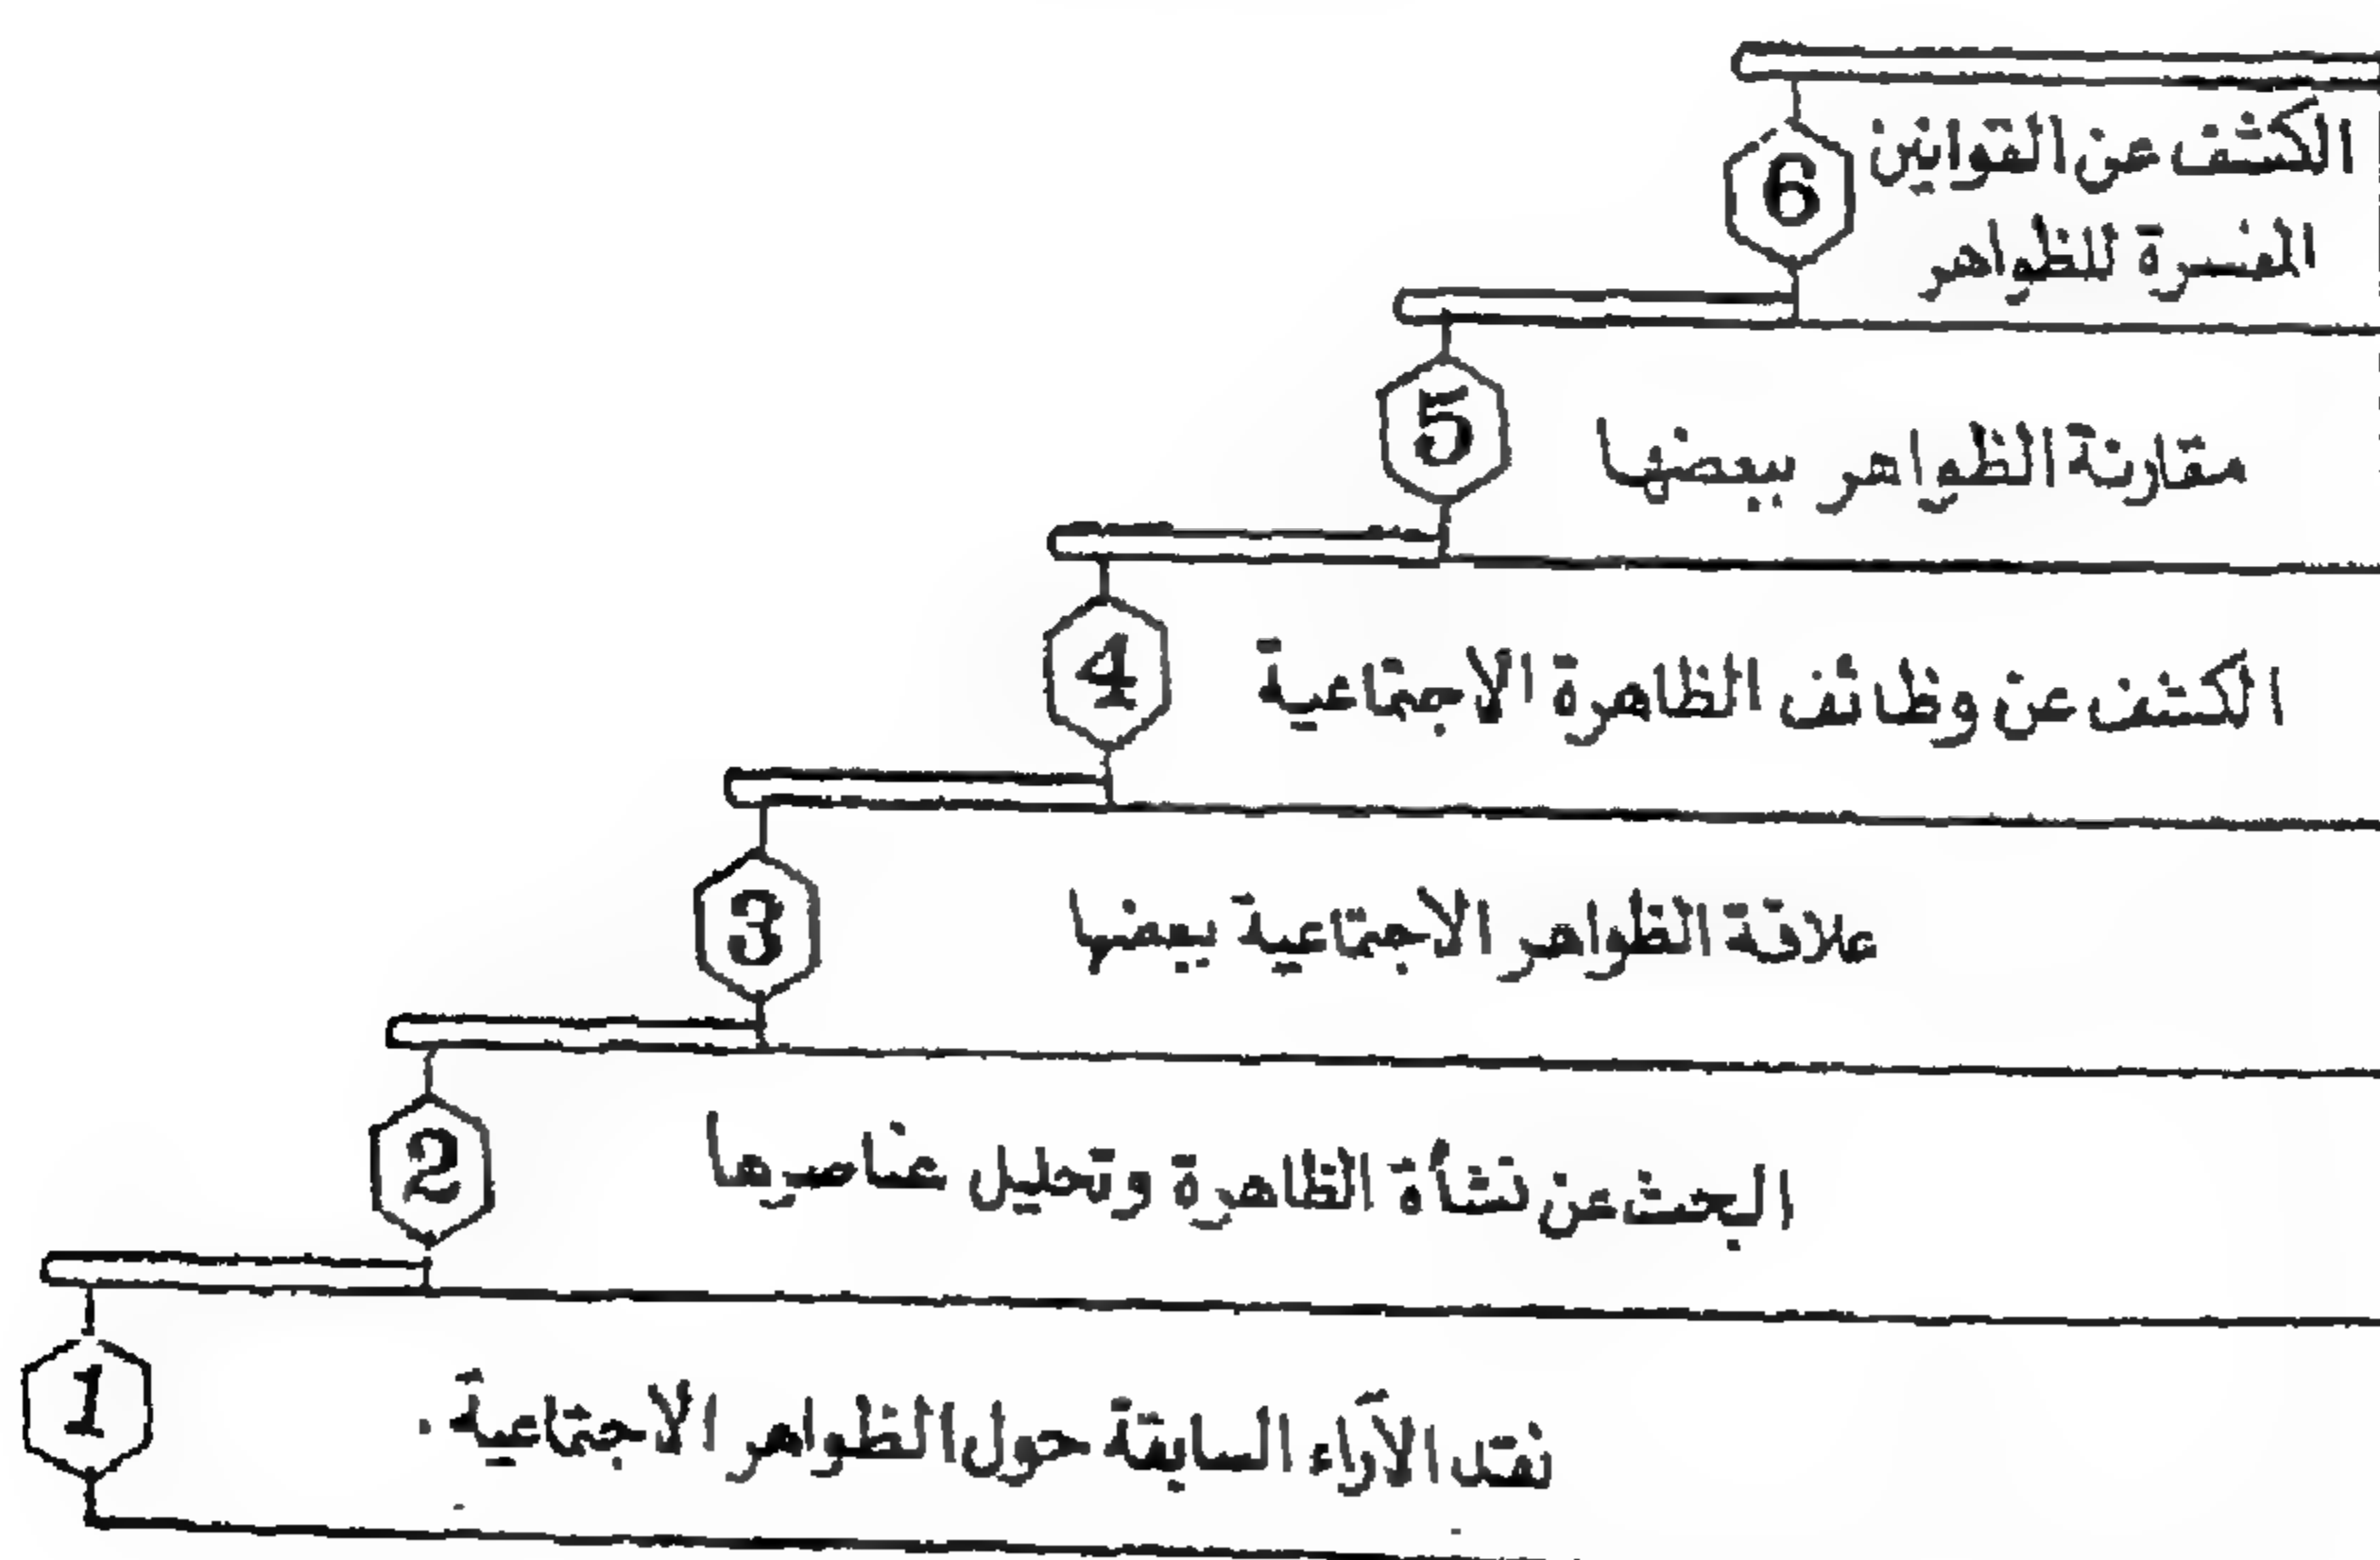 6
الكشف عن القوانين
المفسرة للظواهر
5
مقارنة الظواهر ببعضها
4
الكشف عن وظائف الظاهرة الاجتماعية
3
علاقة الظواهر الاجتماعية ببعضها
2
البحث عن نشأة الظاهرة وتحليل عناصرها
1
نقد الآراء السابقة حول الظواهر الاجتماعية .